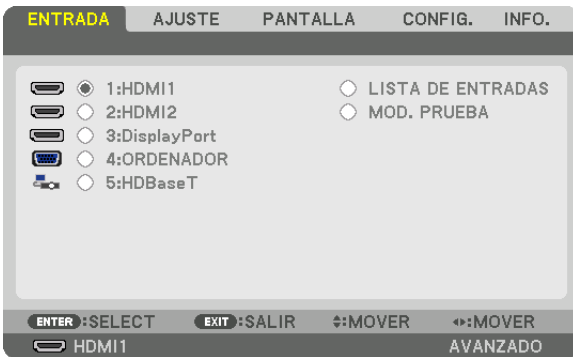 ENTRADA AJUSTE PANTALLA CONFIG. INFO.
1:HDMI1 LISTA DE ENTRADAS
2:HDMI2 MOD. PRUEBA
3:DisplayPort
4:ORDENADOR
5:HDBaseT
ENTER :SELECT EXIT :SALIR :MOVER :MOVER
HDMI1 AVANZADO